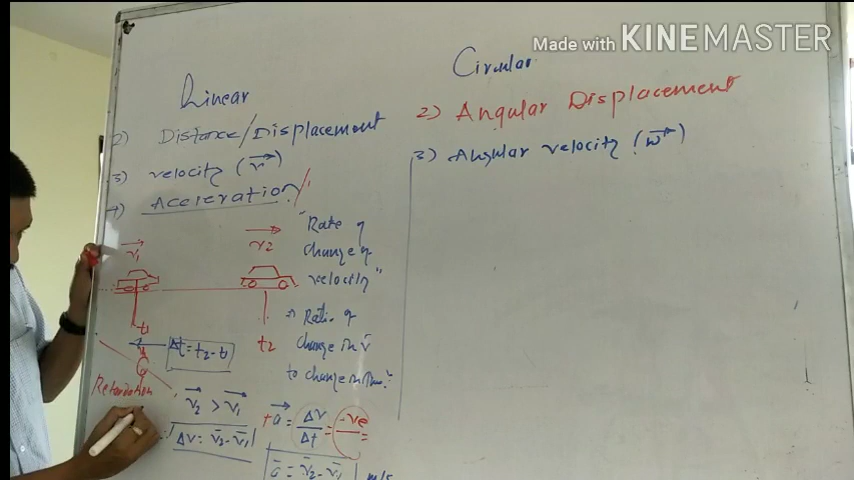 Made with KINEMASTER
Linear
Circular
2) Distance/Displacement
2) Angular Displacement
3) velocity (v⃗)
3) Angular velocity (ω⃗)
4) Acceleration
v⃗₁
v⃗₂
"Rate of
change of
velocity"
t₁
t₂
⇒ Ratio of
change in v̄
to change in time"
Δt = t₂ - t₁
Retardation
v⃗₂ > v⃗₁
Δv = v̄₂ - v̄₁
+a⃗ = Δv/Δt = -ve
ā = v̄₂ - v̄₁